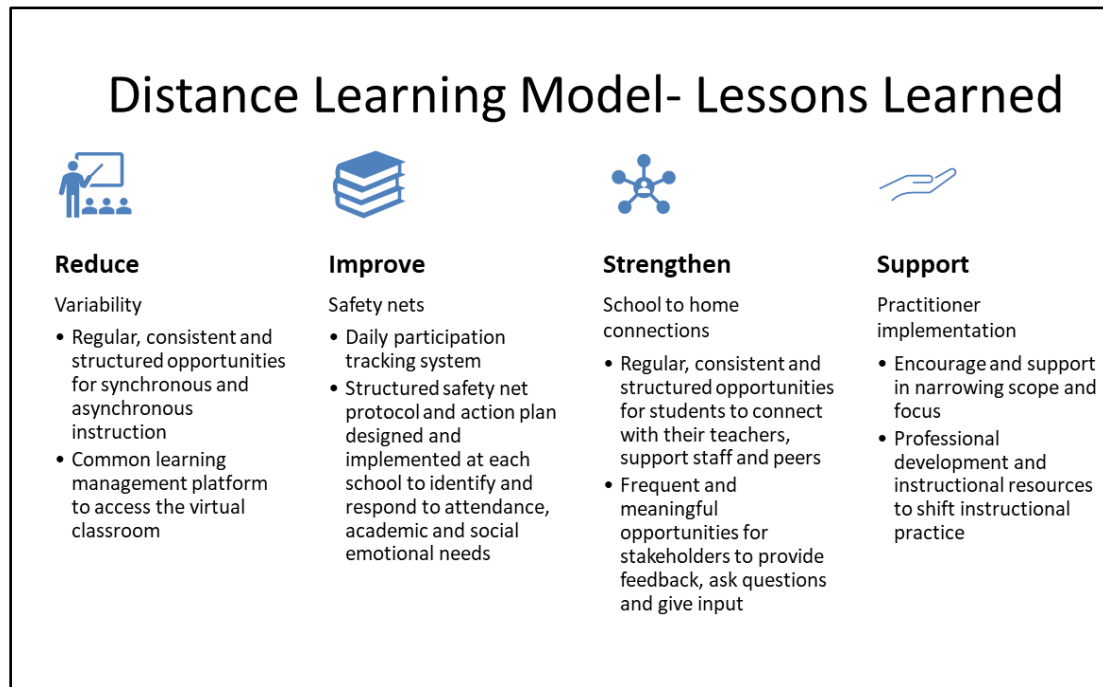 Distance Learning Model- Lessons Learned
Reduce
Variability
• Regular, consistent and
structured opportunities
for synchronous and
asynchronous
instruction
• Common learning
management platform
to access the virtual
classroom
Improve
Safety nets
• Daily participation
tracking system
• Structured safety net
protocol and action plan
designed and
implemented at each
school to identify and
respond to attendance,
academic and social
emotional needs
Strengthen
School to home
connections
• Regular, consistent and
structured opportunities
for students to connect
with their teachers,
support staff and peers
• Frequent and
meaningful
opportunities for
stakeholders to provide
feedback, ask questions
and give input
Support
Practitioner
implementation
• Encourage and support
in narrowing scope and
focus
• Professional
development and
instructional resources
to shift instructional
practice